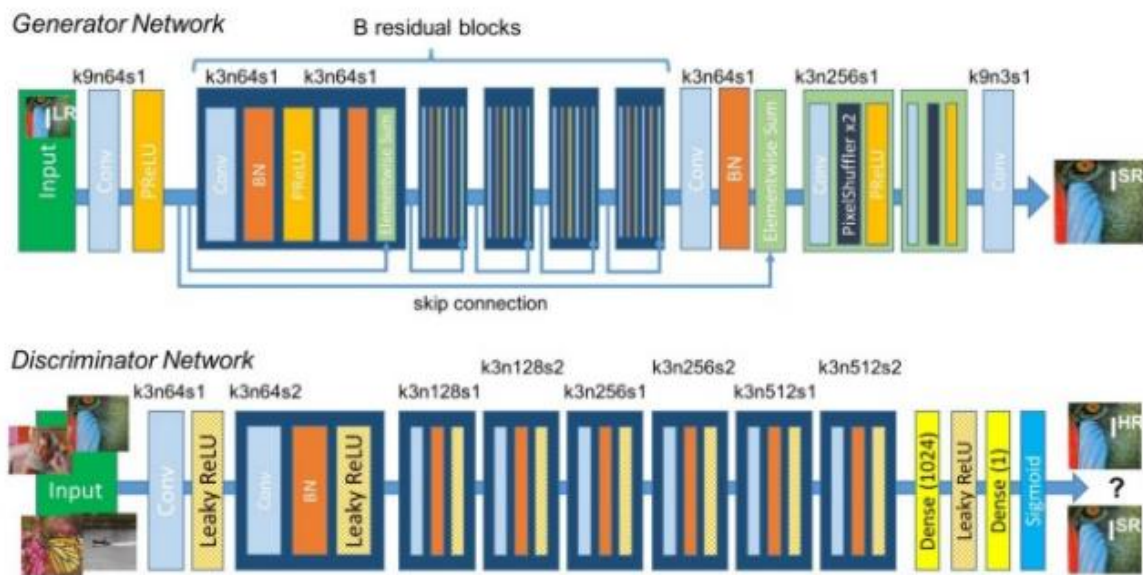 Generator Network
B residual blocks
k9n64s1
k3n64s1 k3n64s1
k3n64s1
k3n256s1
k9n3s1
I LR
Input
Conv
PReLU
Conv
BN
PReLU
Elementwise Sum
Conv
BN
Elementwise Sum
Conv
PixelShuffler x2
PReLU
Conv
I SR
skip connection
Discriminator Network
k3n64s1
k3n64s2
k3n128s1
k3n128s2
k3n256s1
k3n256s2
k3n512s1
k3n512s2
Input
Conv
Leaky ReLU
Conv
BN
Leaky ReLU
Dense (1024)
Leaky ReLU
Dense (1)
Sigmoid
I HR
?
I SR